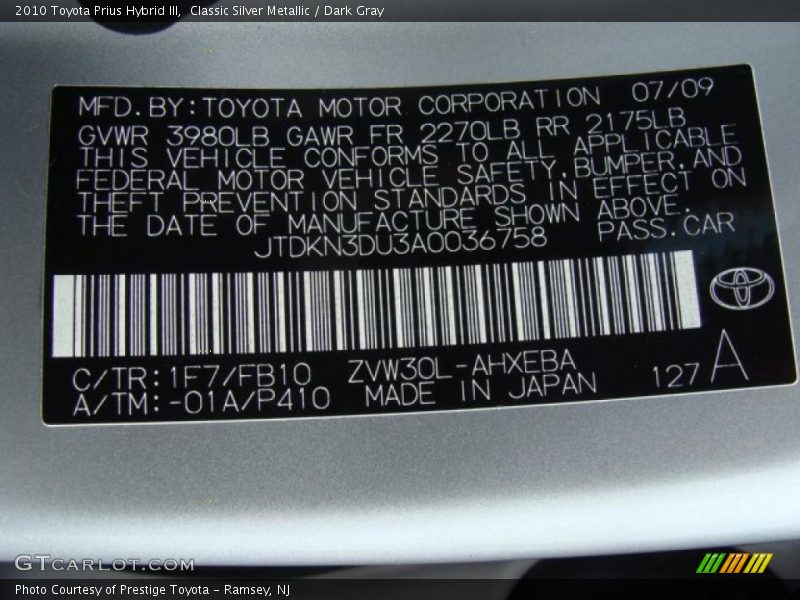 2010 Toyota Prius Hybrid III, Classic Silver Metallic / Dark Gray
MFD.BY:TOYOTA MOTOR CORPORATION 07/09
GVWR 3980LB GAWR FR 2270LB RR 2175LB
THIS VEHICLE CONFORMS TO ALL APPLICABLE
FEDERAL MOTOR VEHICLE SAFETY,BUMPER,AND
THEFT PREVENTION STANDARDS IN EFFECT ON
THE DATE OF MANUFACTURE SHOWN ABOVE.
JTDKN3DU3A0036758 PASS.CAR
C/TR:1F7/FB10 ZVW30L-AHXEBA
A/TM:-01A/P410 MADE IN JAPAN 127 A
GTCARLOT.COM
Photo Courtesy of Prestige Toyota - Ramsey, NJ